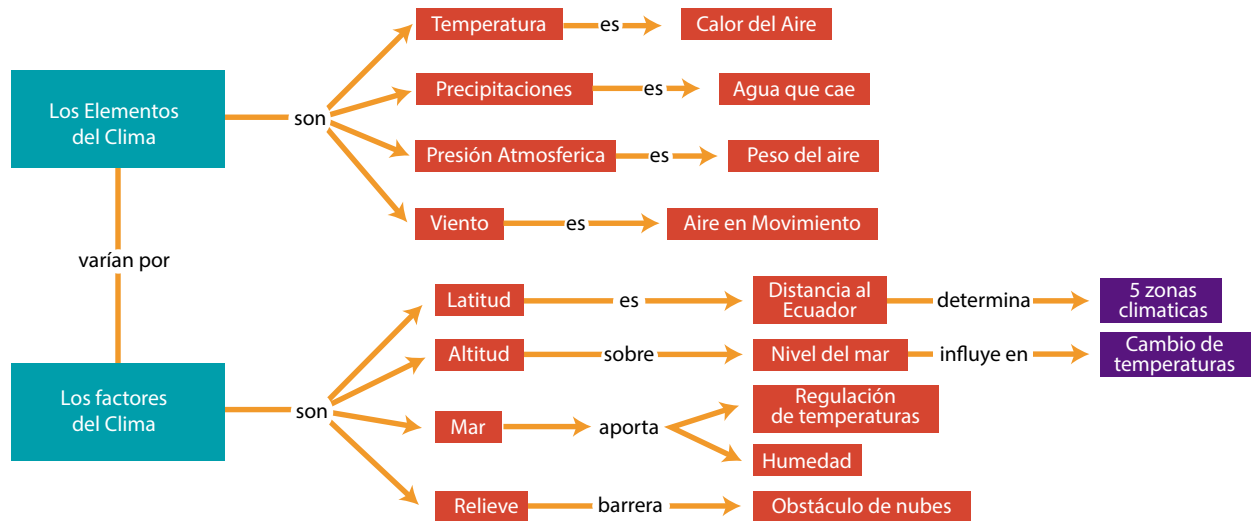 Los Elementos
del Clima
son
Temperatura
es
Calor del Aire
Precipitaciones
es
Agua que cae
Presión Atmosferica
es
Peso del aire
Viento
es
Aire en Movimiento
varían por
Los factores
del Clima
son
Latitud
es
Distancia al
Ecuador
determina
5 zonas
climaticas
Altitud
sobre
Nivel del mar
influye en
Cambio de
temperaturas
Mar
aporta
Regulación
de temperaturas
Humedad
Relieve
barrera
Obstáculo de nubes